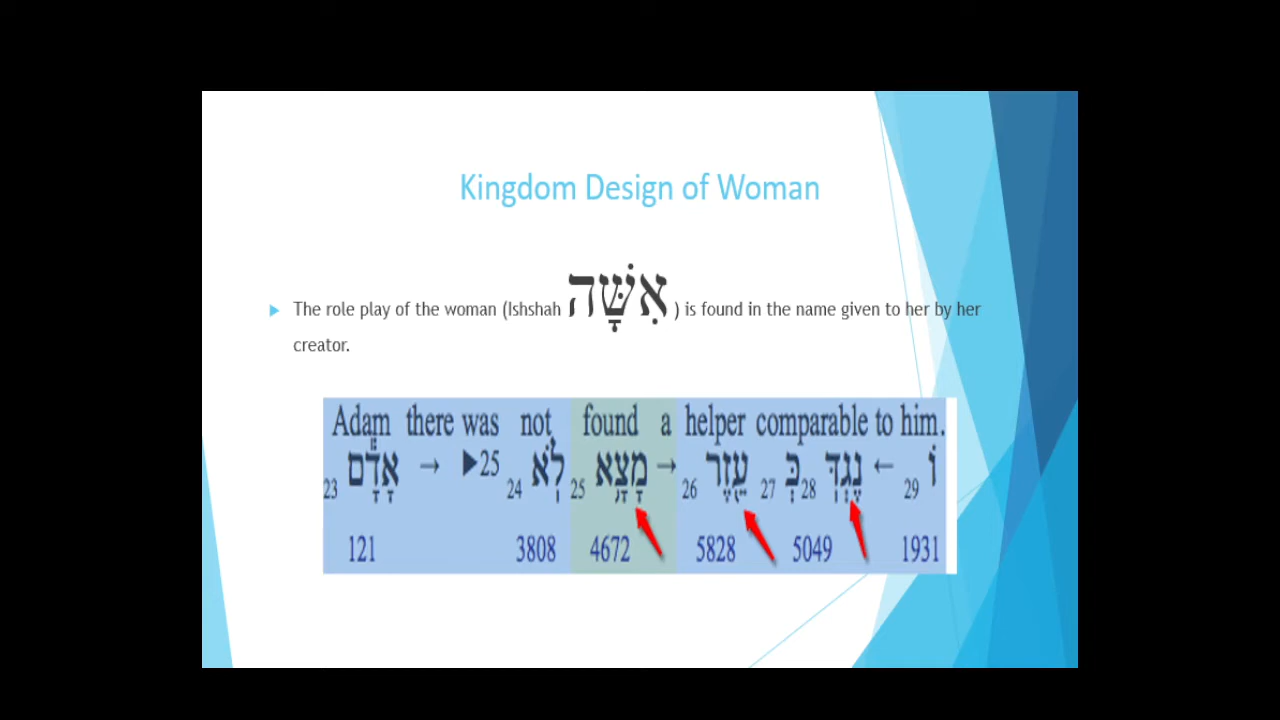 Kingdom Design of Woman
▶ The role play of the woman (Ishshah אִשָּׁה ) is found in the name given to her by her
creator.
Adam there was not found a helper comparable to him.
23 אָדָ֕ם → ▶25 24 לֹֽא 25 מָצָ֥א → 26 עֵ֖זֶר 27 כְּ 28 נֶגְדְּ ← 29 וֹ
121 3808 4672 5828 5049 1931